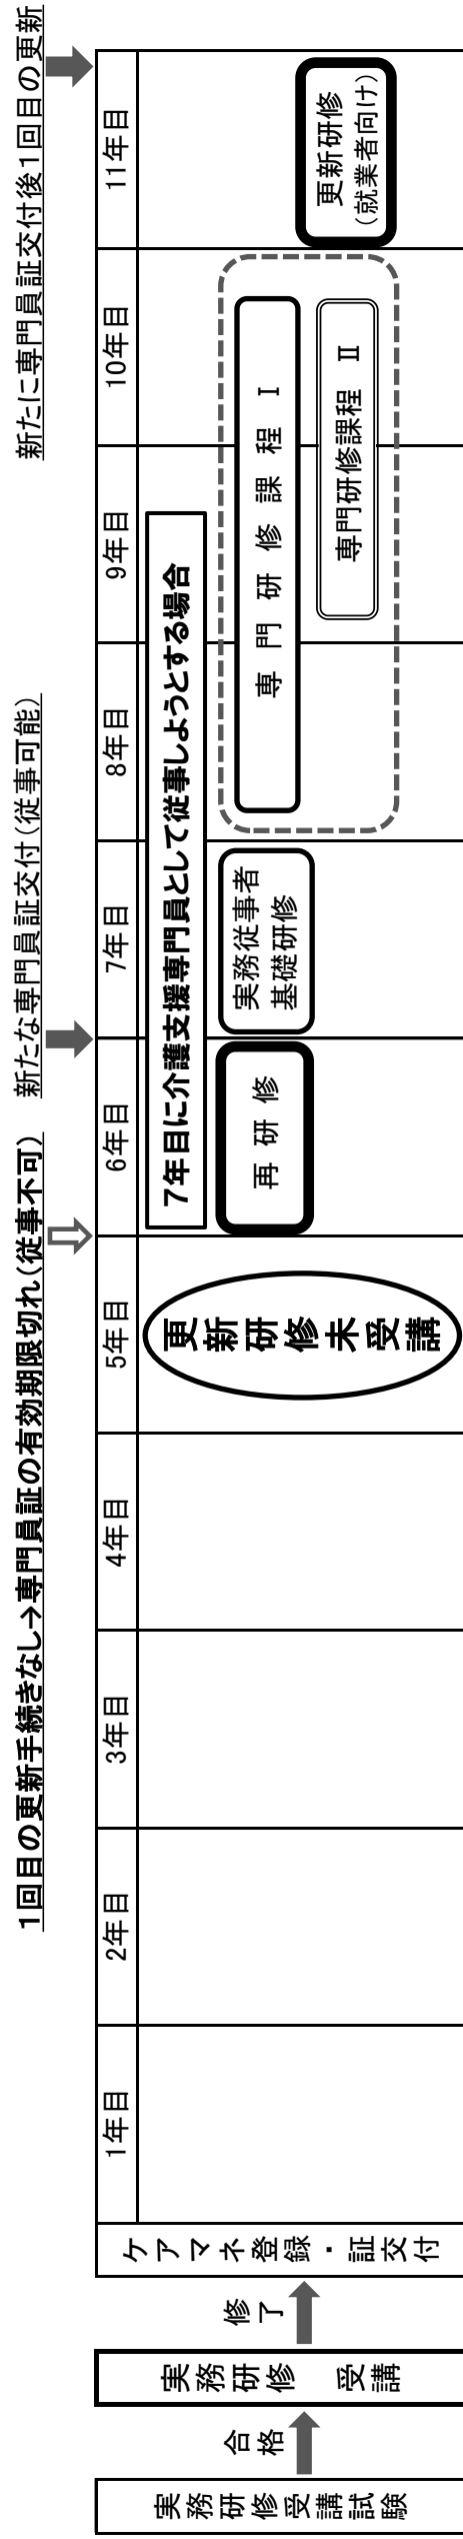 1回目の更新手続きなし→専門員証の有効期限切れ(従事不可)
新たな専門員証交付(従事可能)
新たに専門員証交付後1回目の更新
実務研修受講試験
合格
実務研修　受講
修了
ケアマネ登録・証交付
1年目
2年目
3年目
4年目
5年目
6年目
7年目
8年目
9年目
10年目
11年目
更新研修未受講
7年目に介護支援専門員として従事しようとする場合
再研修
実務従事者
基礎研修
専門研修課程 Ⅰ
専門研修課程 Ⅱ
更新研修
(就業者向け)